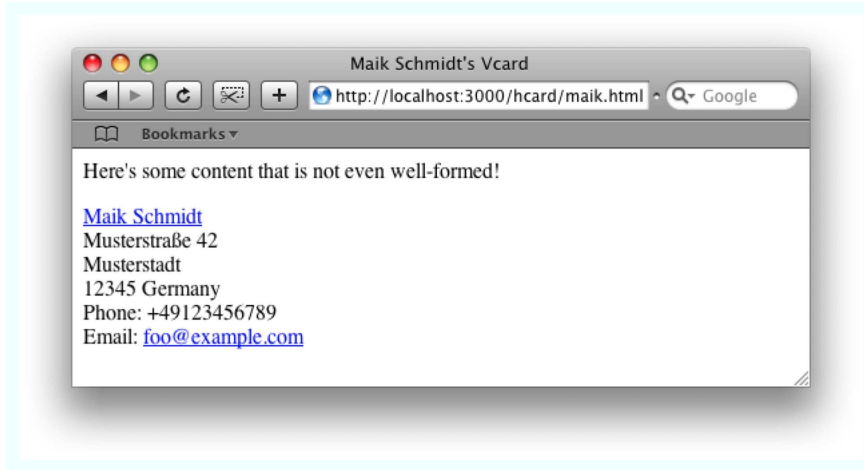 Maik Schmidt's Vcard
http://localhost:3000/hcard/maik.html
Google
Bookmarks
Here's some content that is not even well-formed!
Maik Schmidt
Musterstraße 42
Musterstadt
12345 Germany
Phone: +49123456789
Email: foo@example.com